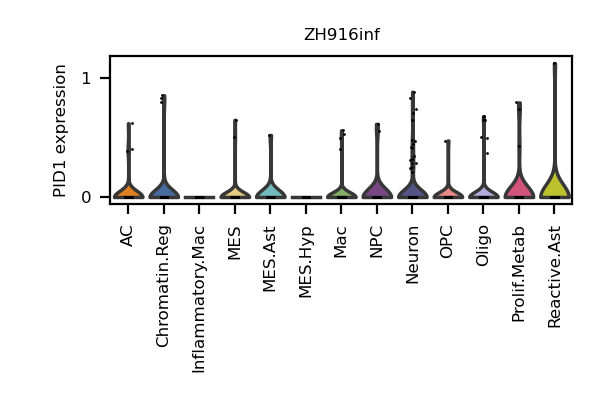 ZH916inf
PID1 expression
1
0
AC
Chromatin.Reg
Inflammatory.Mac
MES
MES.Ast
MES.Hyp
Mac
NPC
Neuron
OPC
Oligo
Prolif.Metab
Reactive.Ast